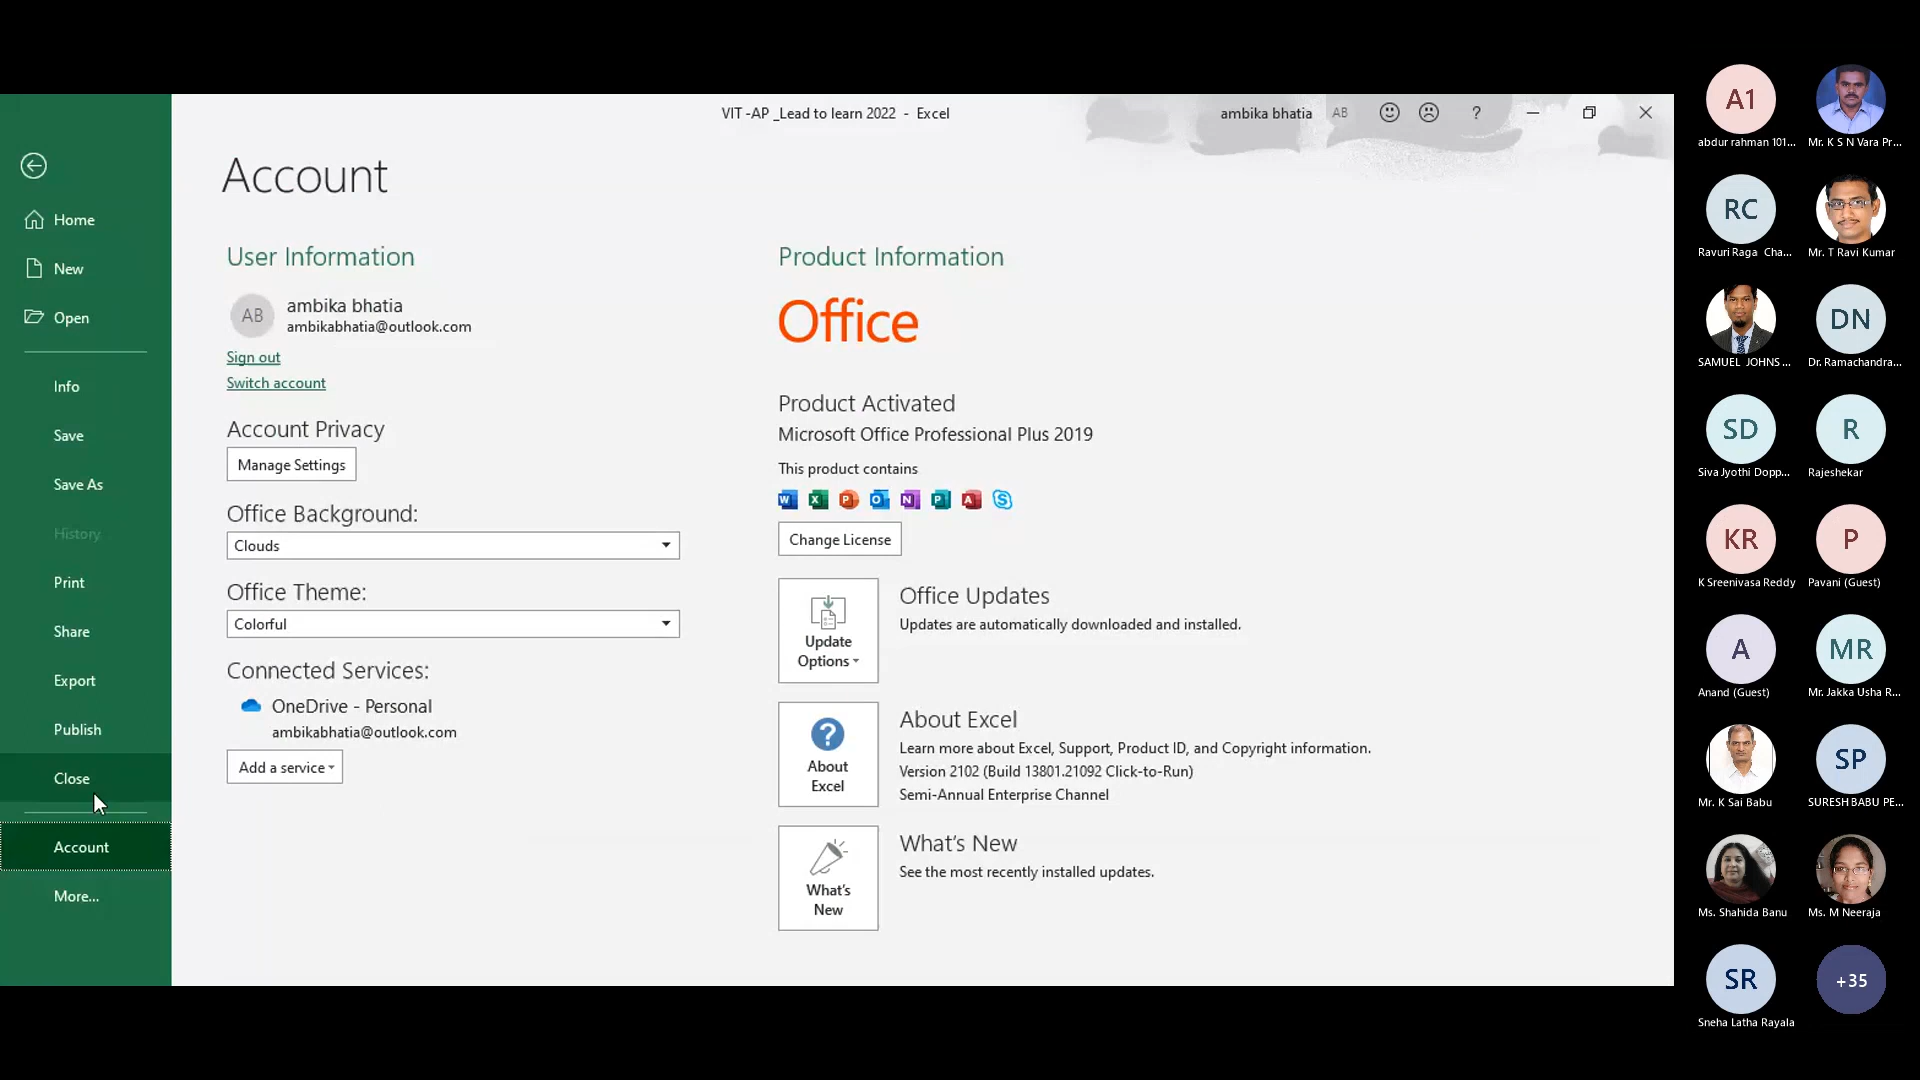 VIT -AP _Lead to learn 2022 - Excel
ambika bhatia AB
?
Home
New
Open
Info
Save
Save As
History
Print
Share
Export
Publish
Close
Account
More...
Account
User Information
AB
ambika bhatia
ambikabhatia@outlook.com
Sign out
Switch account
Account Privacy
Manage Settings
Office Background:
Clouds
Office Theme:
Colorful
Connected Services:
OneDrive - Personal
ambikabhatia@outlook.com
Add a service
Product Information
Office
Product Activated
Microsoft Office Professional Plus 2019
This product contains
W X P O N P A S
Change License
Update
Options
Office Updates
Updates are automatically downloaded and installed.
?
About
Excel
About Excel
Learn more about Excel, Support, Product ID, and Copyright information.
Version 2102 (Build 13801.21092 Click-to-Run)
Semi-Annual Enterprise Channel
What's
New
What's New
See the most recently installed updates.
A1
abdur rahman 101... Mr. K S N Vara Pr...
RC
Ravuri Raga Cha... Mr. T Ravi Kumar
DN
SAMUEL JOHNS ... Dr. Ramachandra...
SD R
Siva Jyothi Dopp... Rajeshekar
KR P
K Sreenivasa Reddy Pavani (Guest)
A MR
Anand (Guest) Mr. Jakka Usha R...
SP
Mr. K Sai Babu SURESH BABU PE...
Ms. Shahida Banu Ms. M Neeraja
SR +35
Sneha Latha Rayala